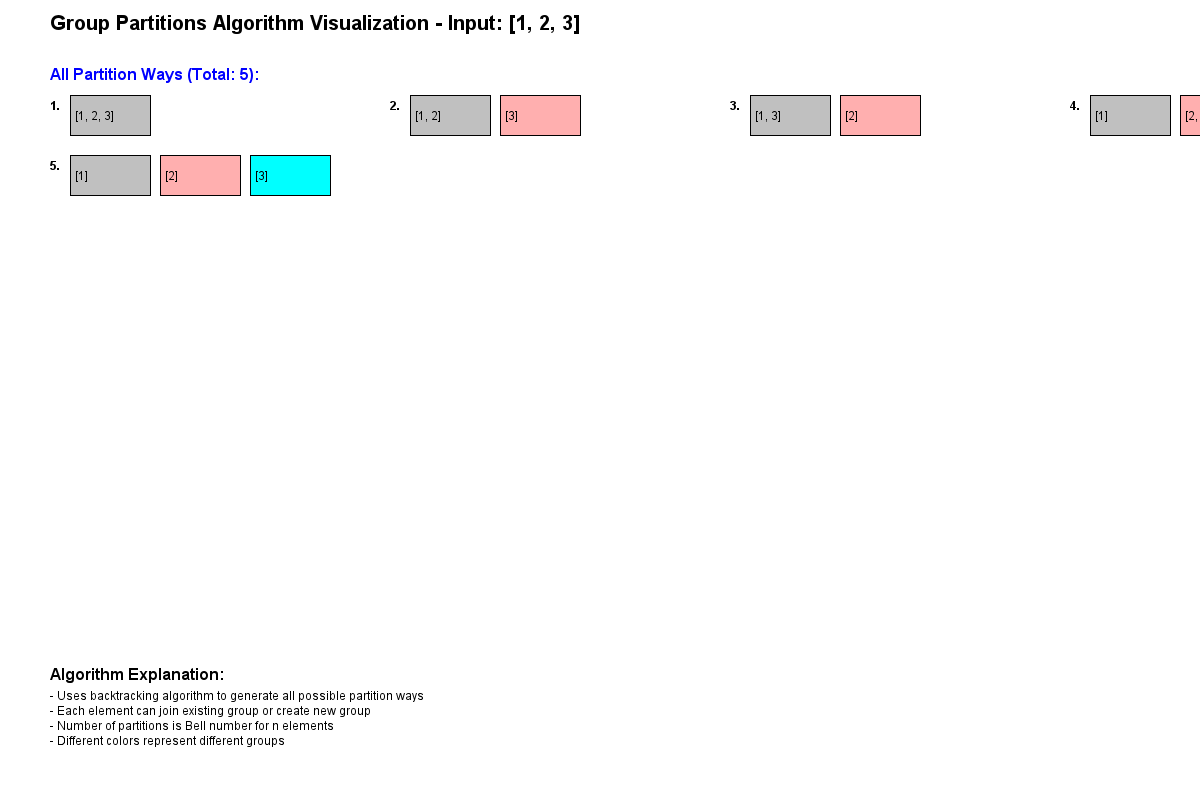 Group Partitions Algorithm Visualization - Input: [1, 2, 3]
All Partition Ways (Total: 5):
1. [1, 2, 3] 2. [1, 2] [3] 3. [1, 3] [2] 4. [1] [2,
5. [1] [2] [3]
Algorithm Explanation:
- Uses backtracking algorithm to generate all possible partition ways
- Each element can join existing group or create new group
- Number of partitions is Bell number for n elements
- Different colors represent different groups